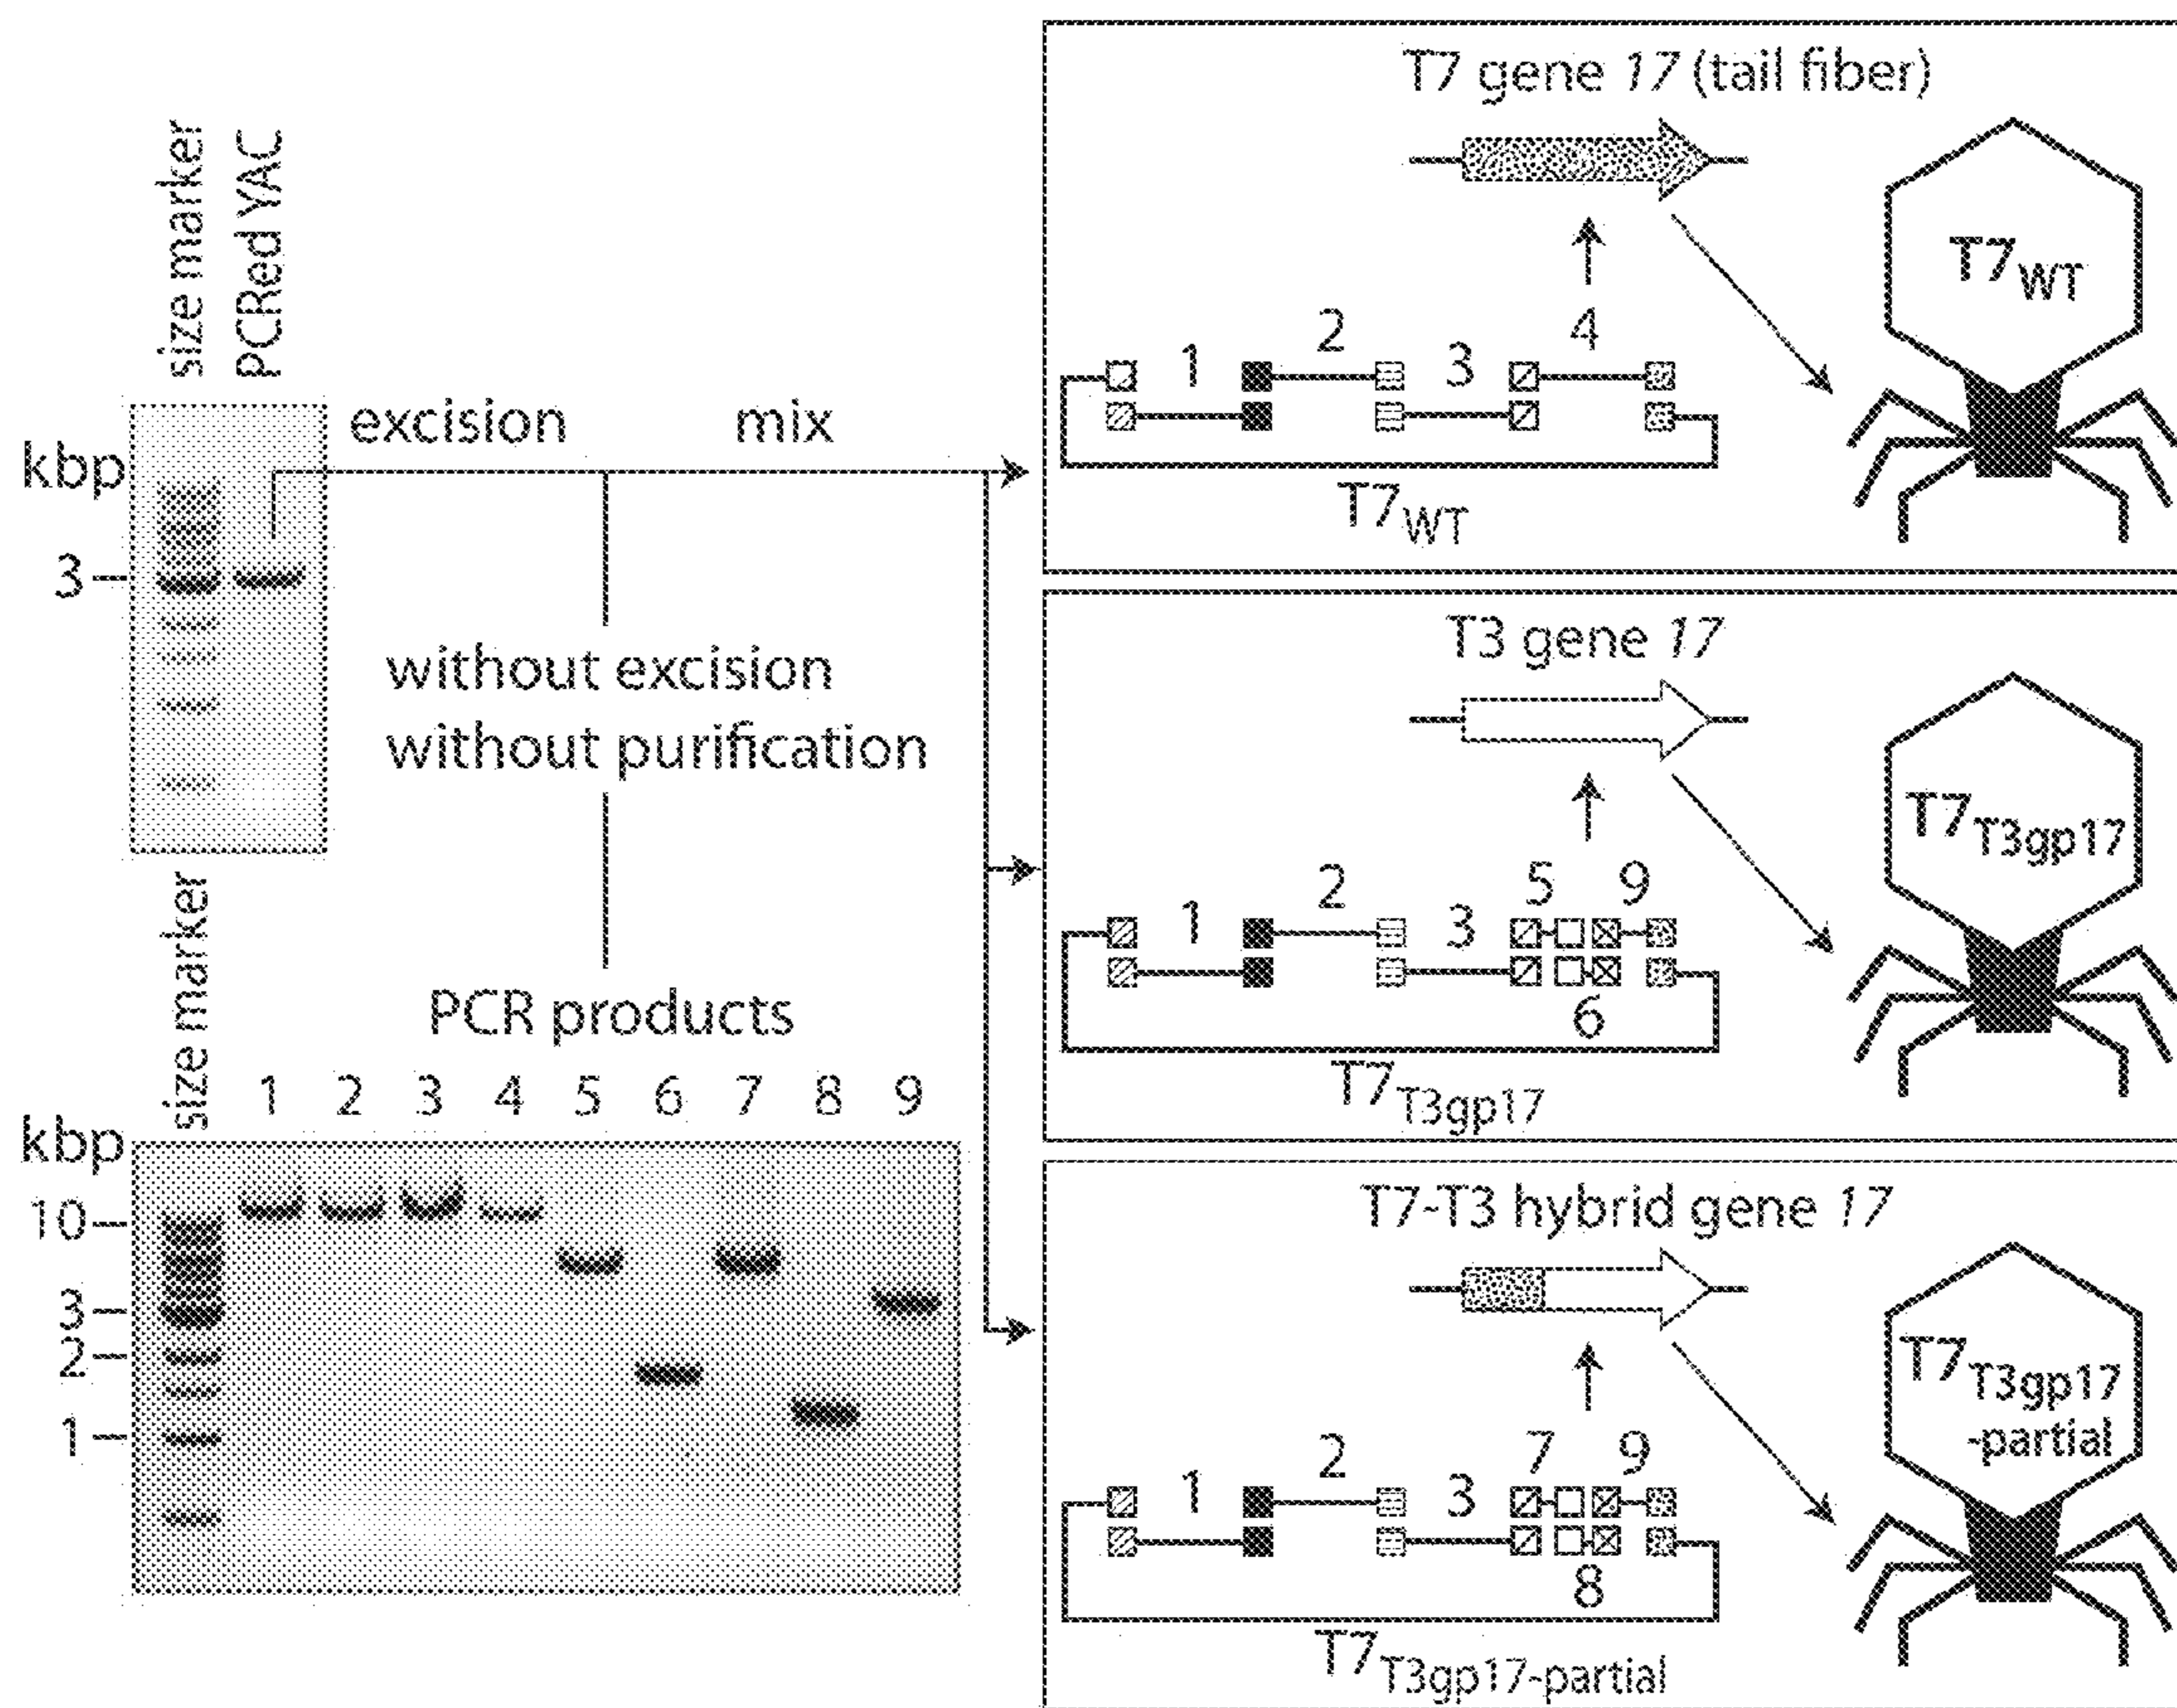 size marker
PCRed YAC
kbp
3
excision
mix
without excision
without purification
PCR products
size marker
1 2 3 4 5 6 7 8 9
kbp
10
3
2
1
T7 gene 17 (tail fiber)
T7WT
1 2 3 4
T7WT
T3 gene 17
T7T3gp17
1 2 3 5 9
6
T7T3gp17
T7-T3 hybrid gene 17
T7T3gp17
-partial
1 2 3 7 9
8
T7T3gp17-partial